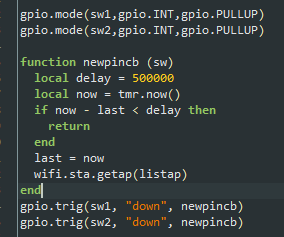 gpio.mode(sw1,gpio.INT,gpio.PULLUP)
gpio.mode(sw2,gpio.INT,gpio.PULLUP)
function newpincb (sw)
local delay = 500000
local now = tmr.now()
if now - last < delay then
return
end
last = now
wifi.sta.getap(listap)
end
gpio.trig(sw1, "down", newpincb)
gpio.trig(sw2, "down", newpincb)